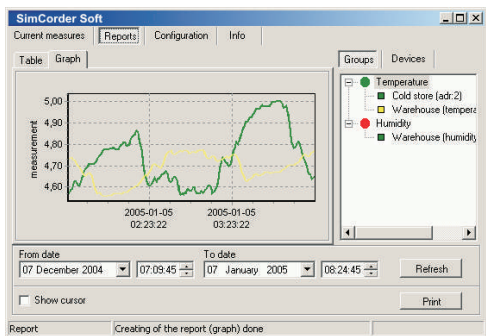 SimCorder Soft
Current measures Reports Configuration Info
Table Graph
Groups Devices
measurement
5,00
4,90
4,80
4,70
4,60
2005-01-05 2005-01-05
02:23:22 03:23:22
Temperature
Cold store (adr:2)
Warehouse (tempera
Humidity
Warehouse (humidity
From date To date
07 December 2004 07:09:45 07 January 2005 08:24:45 Refresh
Show cursor Print
Report Creating of the report (graph) done